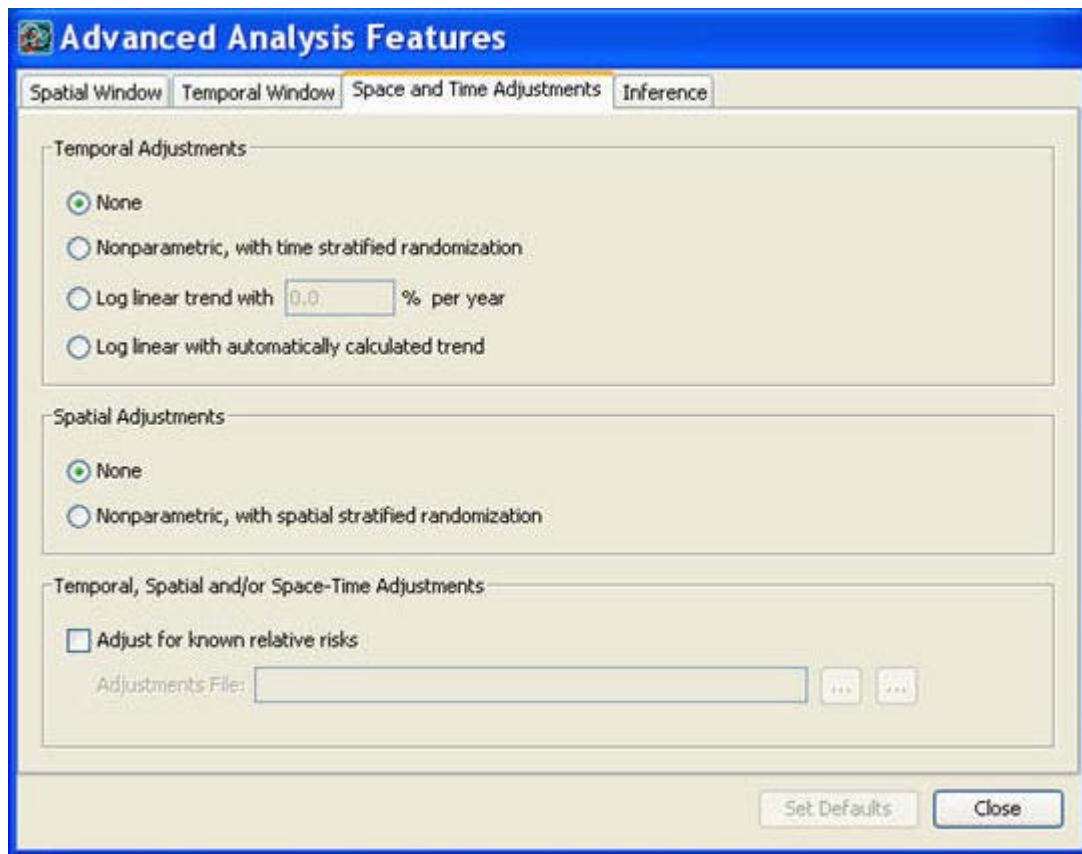 Advanced Analysis Features
Spatial Window Temporal Window Space and Time Adjustments Inference
Temporal Adjustments
None
Nonparametric, with time stratified randomization
Log linear trend with 0.0 % per year
Log linear with automatically calculated trend
Spatial Adjustments
None
Nonparametric, with spatial stratified randomization
Temporal, Spatial and/or Space-Time Adjustments
Adjust for known relative risks
Adjustments File: ... ...
Set Defaults Close